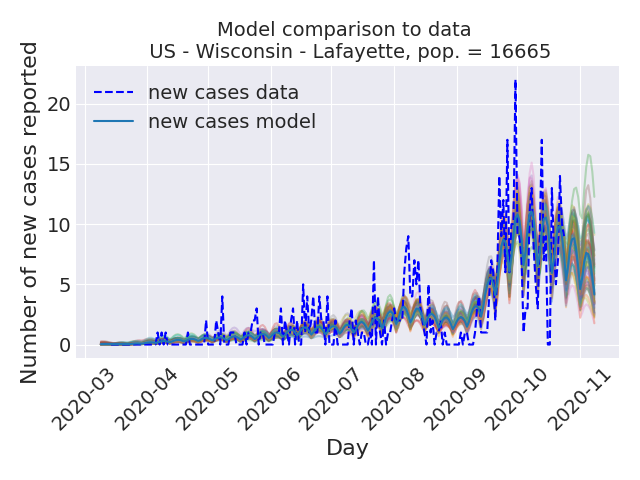 Model comparison to data
US - Wisconsin - Lafayette, pop. = 16665
Number of new cases reported
20
15
10
5
0
new cases data
new cases model
2020-03
2020-04
2020-05
2020-06
2020-07
2020-08
2020-09
2020-10
2020-11
Day